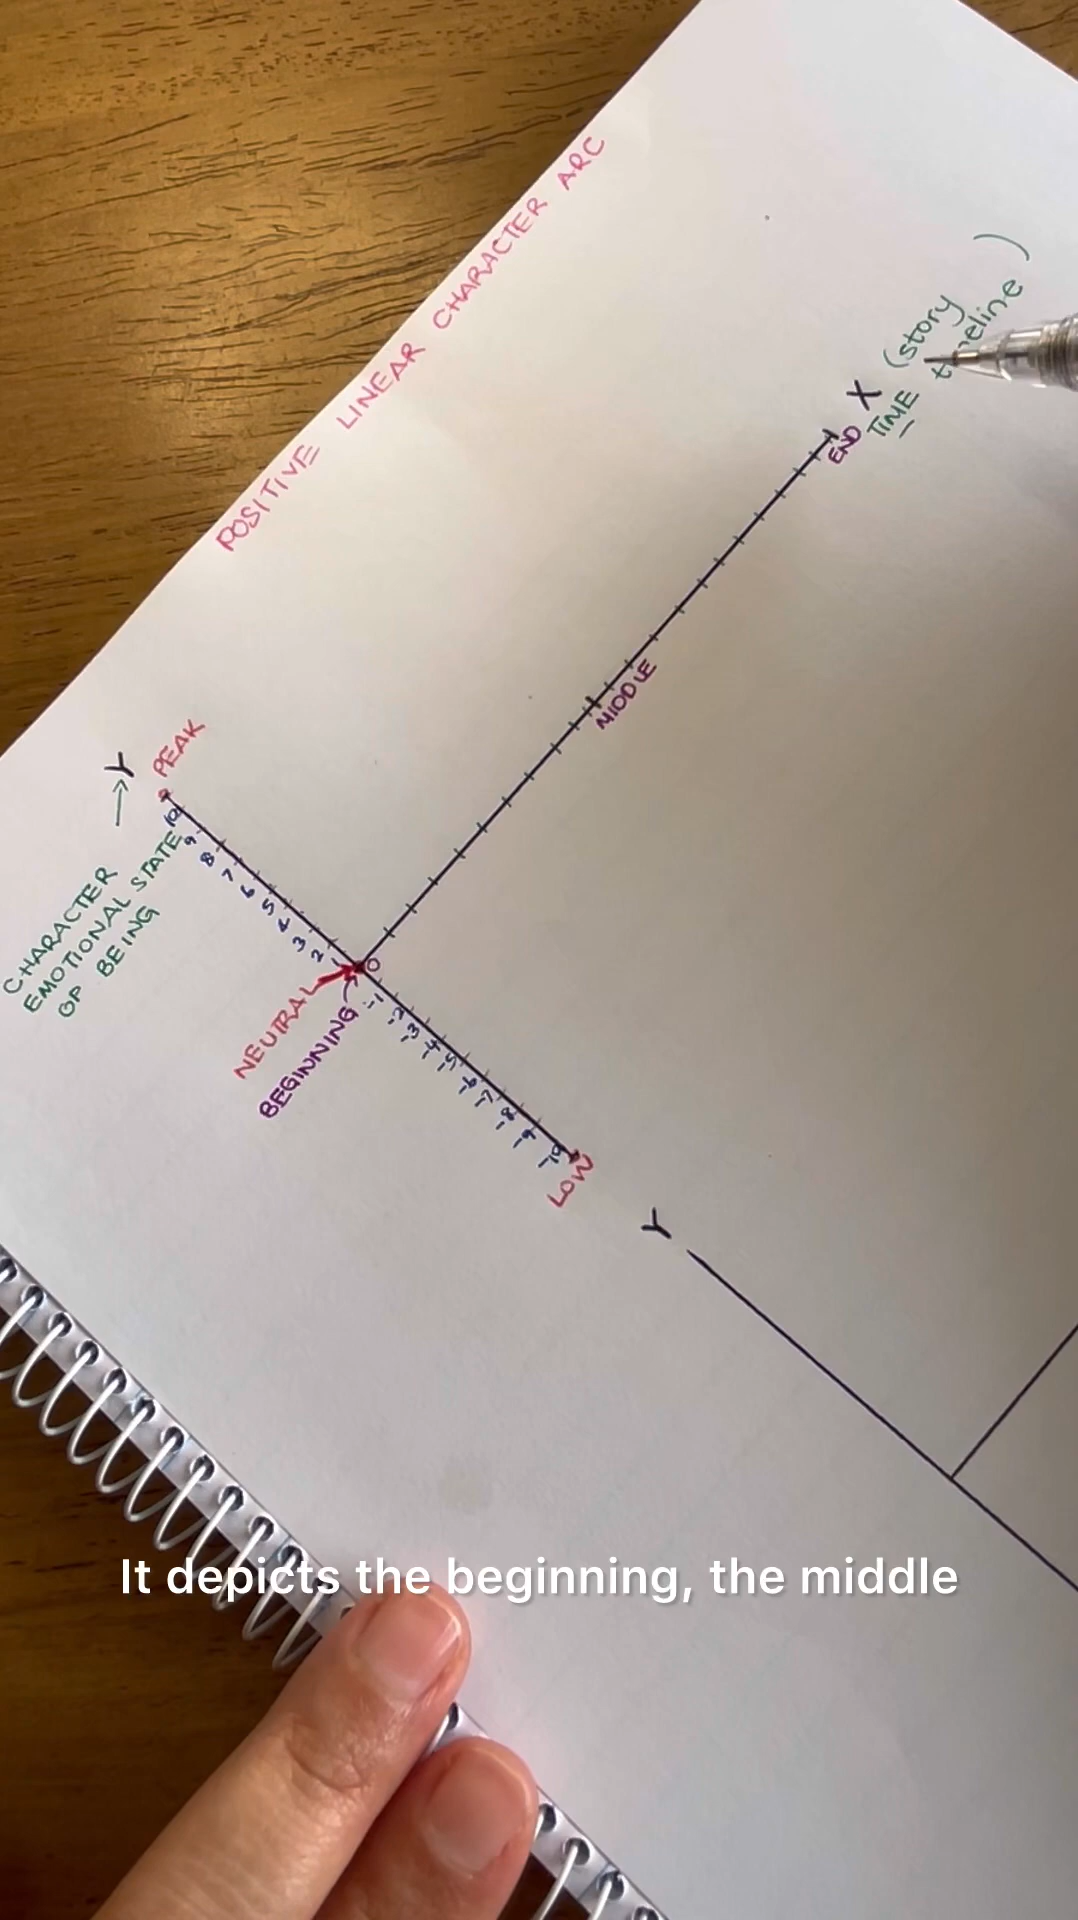 POSITIVE LINEAR CHARACTER ARC
Y
PEAK
CHARACTER
EMOTIONAL STATE
OF BEING
10
9
8
7
6
5
4
3
2
1
0
NEUTRAL
BEGINNING
-1
-2
-3
-4
-5
-6
-7
-8
-9
-10
LOW
MIDDLE
END
X
TIME
(story
timeline)
Y
It depicts the beginning, the middle